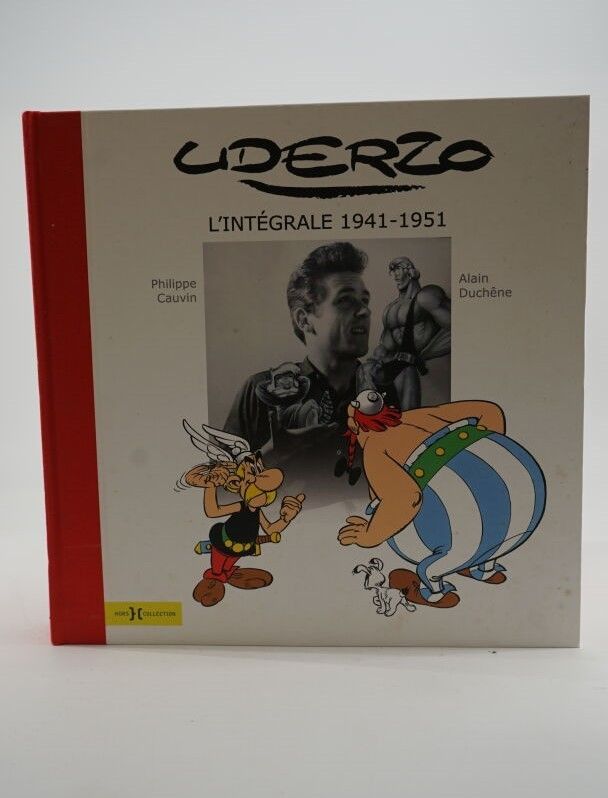 UDERZO
L'INTÉGRALE 1941-1951
Philippe
Cauvin
Alain
Duchêne
HORS COLLECTION